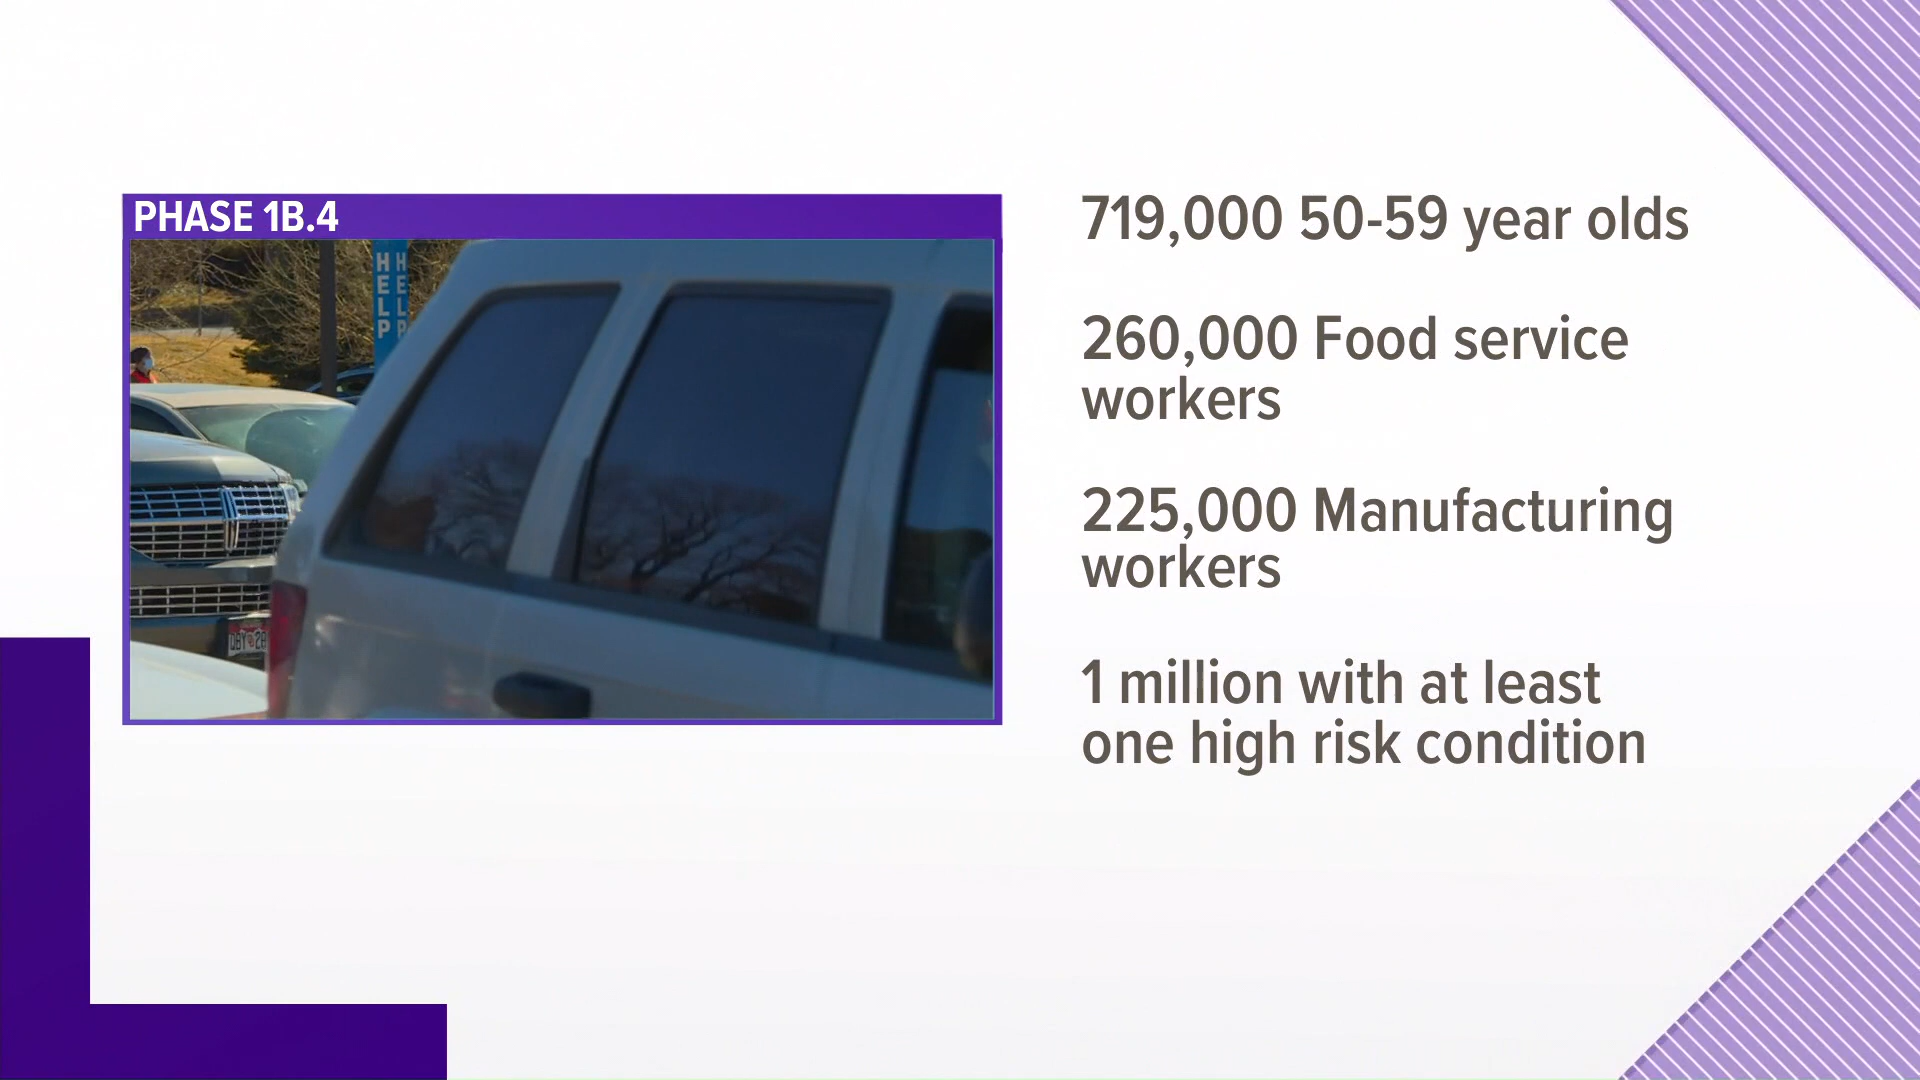 PHASE 1B.4
HELP
HELP
719,000 50-59 year olds
260,000 Food service
workers
225,000 Manufacturing
workers
1 million with at least
one high risk condition